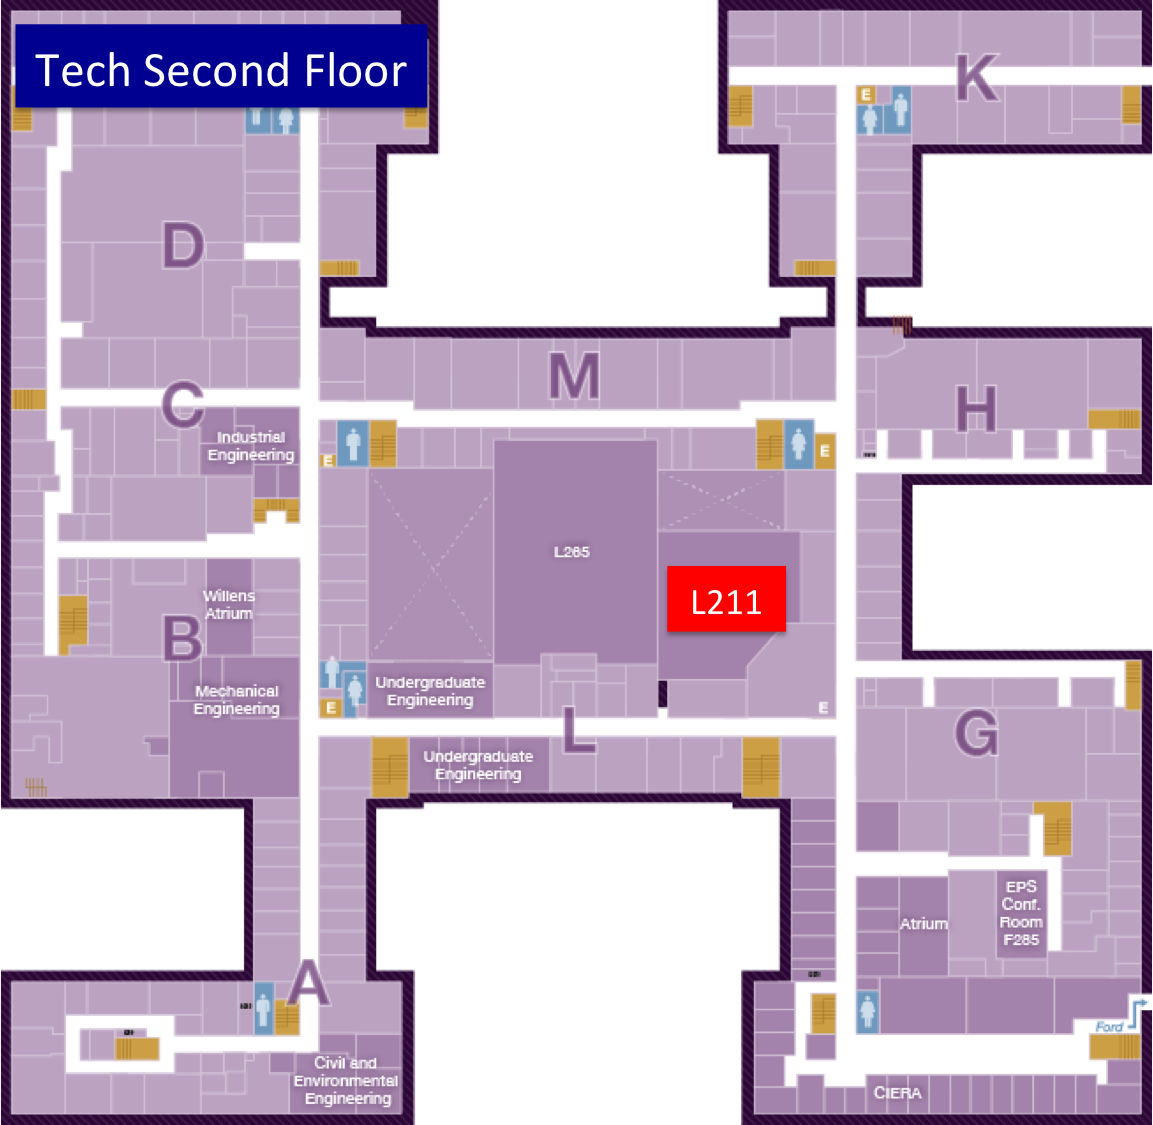 Tech Second Floor
K
E
D
M
C
H
Industrial
Engineering
E
E
L265
L211
Willens
Atrium
B
Mechanical
Engineering
Undergraduate
Engineering
E
E
L
G
Undergraduate
Engineering
EPS
Conf.
Room
F285
Atrium
A
Ford
Civil and
Environmental
Engineering
CIERA